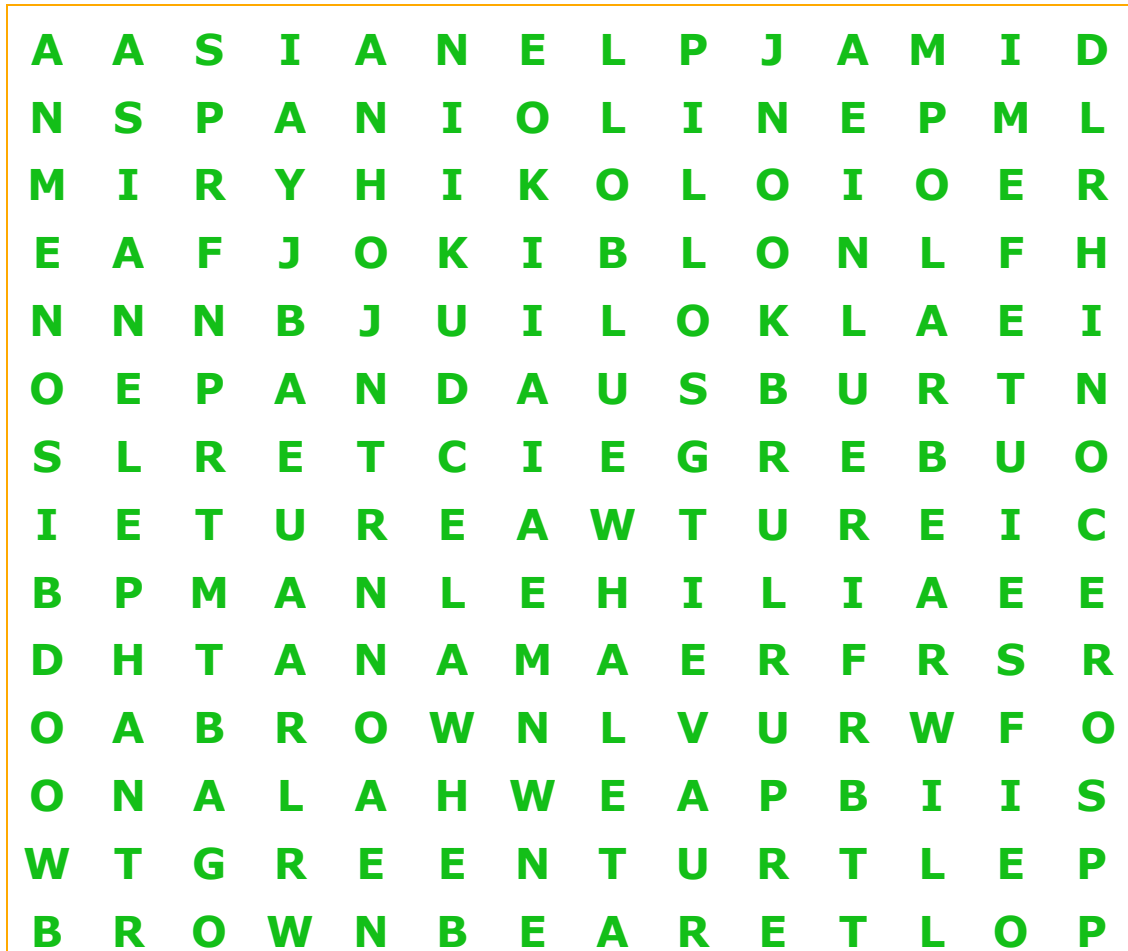 A A S I A N E L P J A M I D
N S P A N I O L I N E P M L
M I R Y H I K O L O I O E R
E A F J O K I B L O N L F H
N N N B J U I L O K L A E I
O E P A N D A U S B U R T N
S L R E T C I E G R E B U O
I E T U R E A W T U R E I C
B P M A N L E H I L I A E E
D H T A N A M A E R F R S R
O A B R O W N L V U R W F O
O N A L A H W E A P B I I S
W T G R E E N T U R T L E P
B R O W N B E A R E T L O P